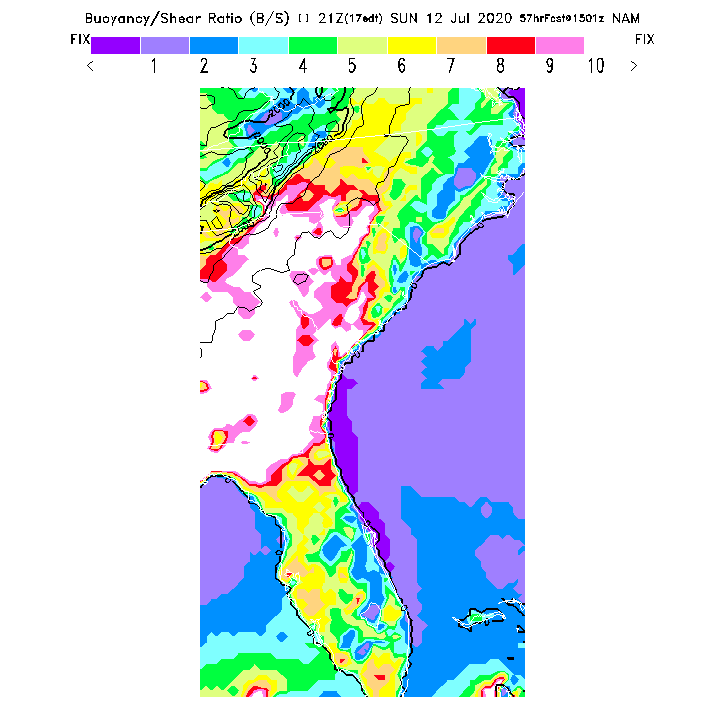 Buoyancy/Shear Ratio (B/S) [] 21Z(17edt) SUN 12 Jul 2020 57hrFcst@1501z NAM
FIX FIX
< 1 2 3 4 5 6 7 8 9 10 >
2000